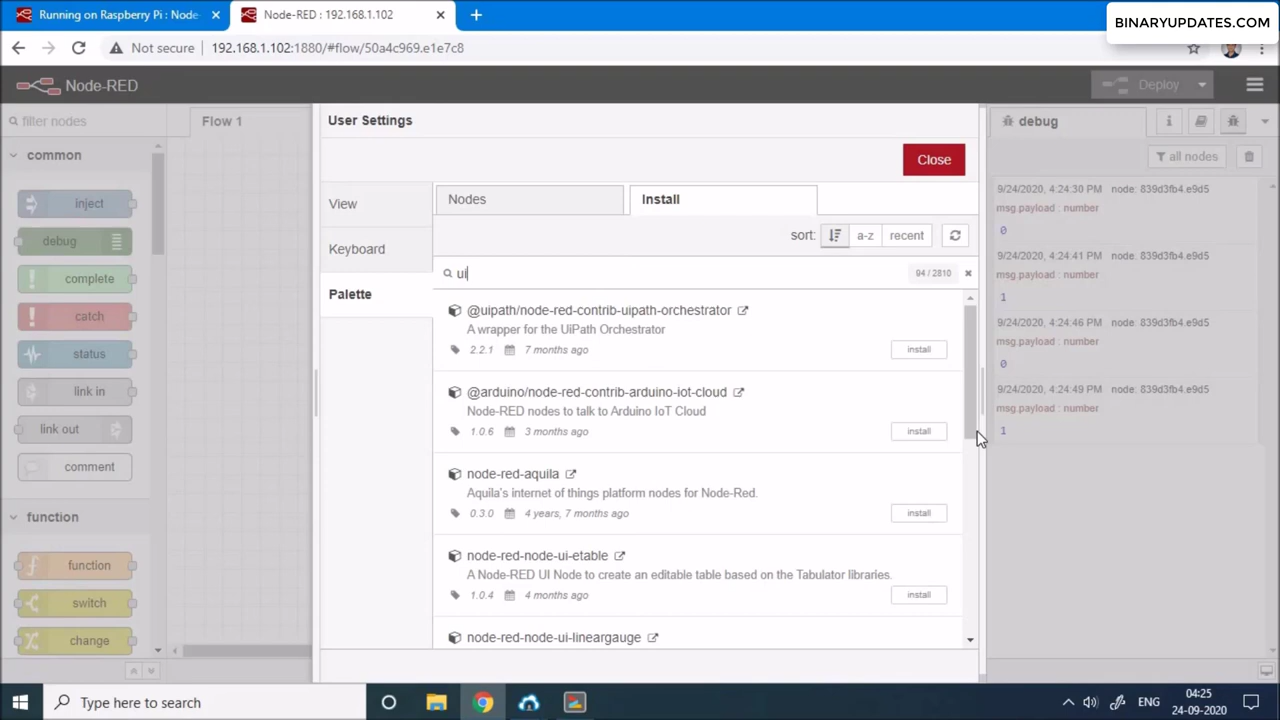 Running on Raspberry Pi : Node-
Node-RED : 192.168.1.102
BINARYUPDATES.COM
Not secure
192.168.1.102:1880/#flow/50a4c969.e1e7c8
Node-RED
Deploy
filter nodes
Flow 1
User Settings
debug
i
common
Close
all nodes
Nodes
Install
inject
View
9/24/2020, 4:24:30 PM node: 839d3fb4.e9d5
msg.payload : number
0
sort:
a-z
recent
debug
Keyboard
9/24/2020, 4:24:41 PM node: 839d3fb4.e9d5
msg.payload : number
1
ui
94 / 2810
complete
Palette
@uipath/node-red-contrib-uipath-orchestrator
A wrapper for the UiPath Orchestrator
2.2.1 7 months ago
install
catch
9/24/2020, 4:24:46 PM node: 839d3fb4.e9d5
msg.payload : number
0
status
link in
@arduino/node-red-contrib-arduino-iot-cloud
Node-RED nodes to talk to Arduino IoT Cloud
1.0.6 3 months ago
install
9/24/2020, 4:24:49 PM node: 839d3fb4.e9d5
msg.payload : number
1
link out
comment
node-red-aquila
Aquila's internet of things platform nodes for Node-Red.
0.3.0 4 years, 7 months ago
install
function
function
node-red-node-ui-etable
A Node-RED UI Node to create an editable table based on the Tabulator libraries.
1.0.4 4 months ago
install
switch
change
node-red-node-ui-lineargauge
Type here to search
ENG
04:25
24-09-2020